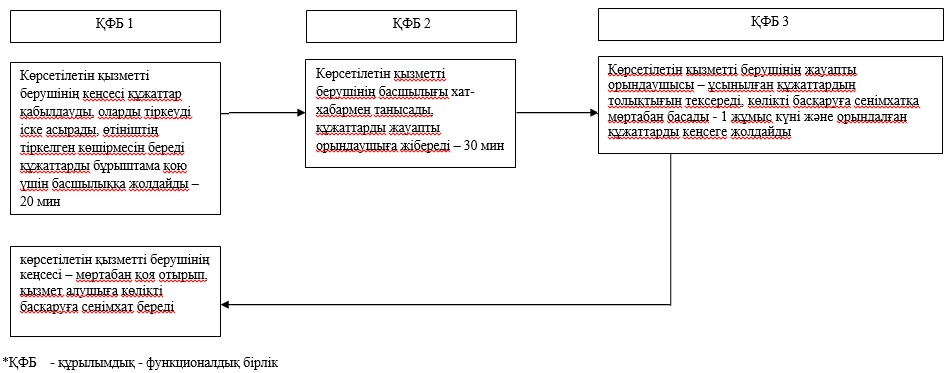 ҚФБ 1
ҚФБ 2
ҚФБ 3
Көрсетілетін қызметті
берушінің кеңсесі құжаттар
қабылдауды, оларды тіркеуді
іске асырады, өтініштің
тіркелген көшірмесін береді
құжаттарды бұрыштама қою
үшін басшылыққа жолдайды –
20 мин
Көрсетілетін қызметті
берушінің басшылығы хат-
хабармен танысады,
құжаттарды жауапты
орындаушыға жібереді – 30 мин
Көрсетілетін қызметті берушінің жауапты
орындаушысы – ұсынылған құжаттардың
толықтығын тексереді, көлікті басқаруға сенімхатқа
мөртабан басады - 1 жұмыс күні және орындалған
құжаттарды кеңсеге жолдайды
көрсетілетін қызметті берушінің
кеңсесі – мөртабан қоя отырып,
қызмет алушыға көлікті
басқаруға сенімхат береді
*ҚФБ - құрылымдық - функционалдық бірлік